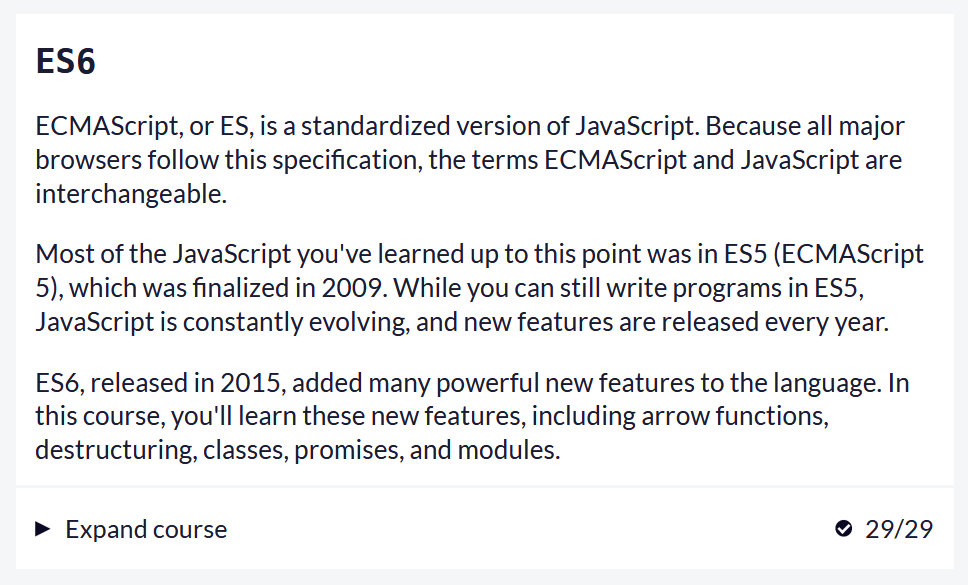 ES6
ECMAScript, or ES, is a standardized version of JavaScript. Because all major
browsers follow this specification, the terms ECMAScript and JavaScript are
interchangeable.
Most of the JavaScript you've learned up to this point was in ES5 (ECMAScript
5), which was finalized in 2009. While you can still write programs in ES5,
JavaScript is constantly evolving, and new features are released every year.
ES6, released in 2015, added many powerful new features to the language. In
this course, you'll learn these new features, including arrow functions,
destructuring, classes, promises, and modules.
Expand course 29/29